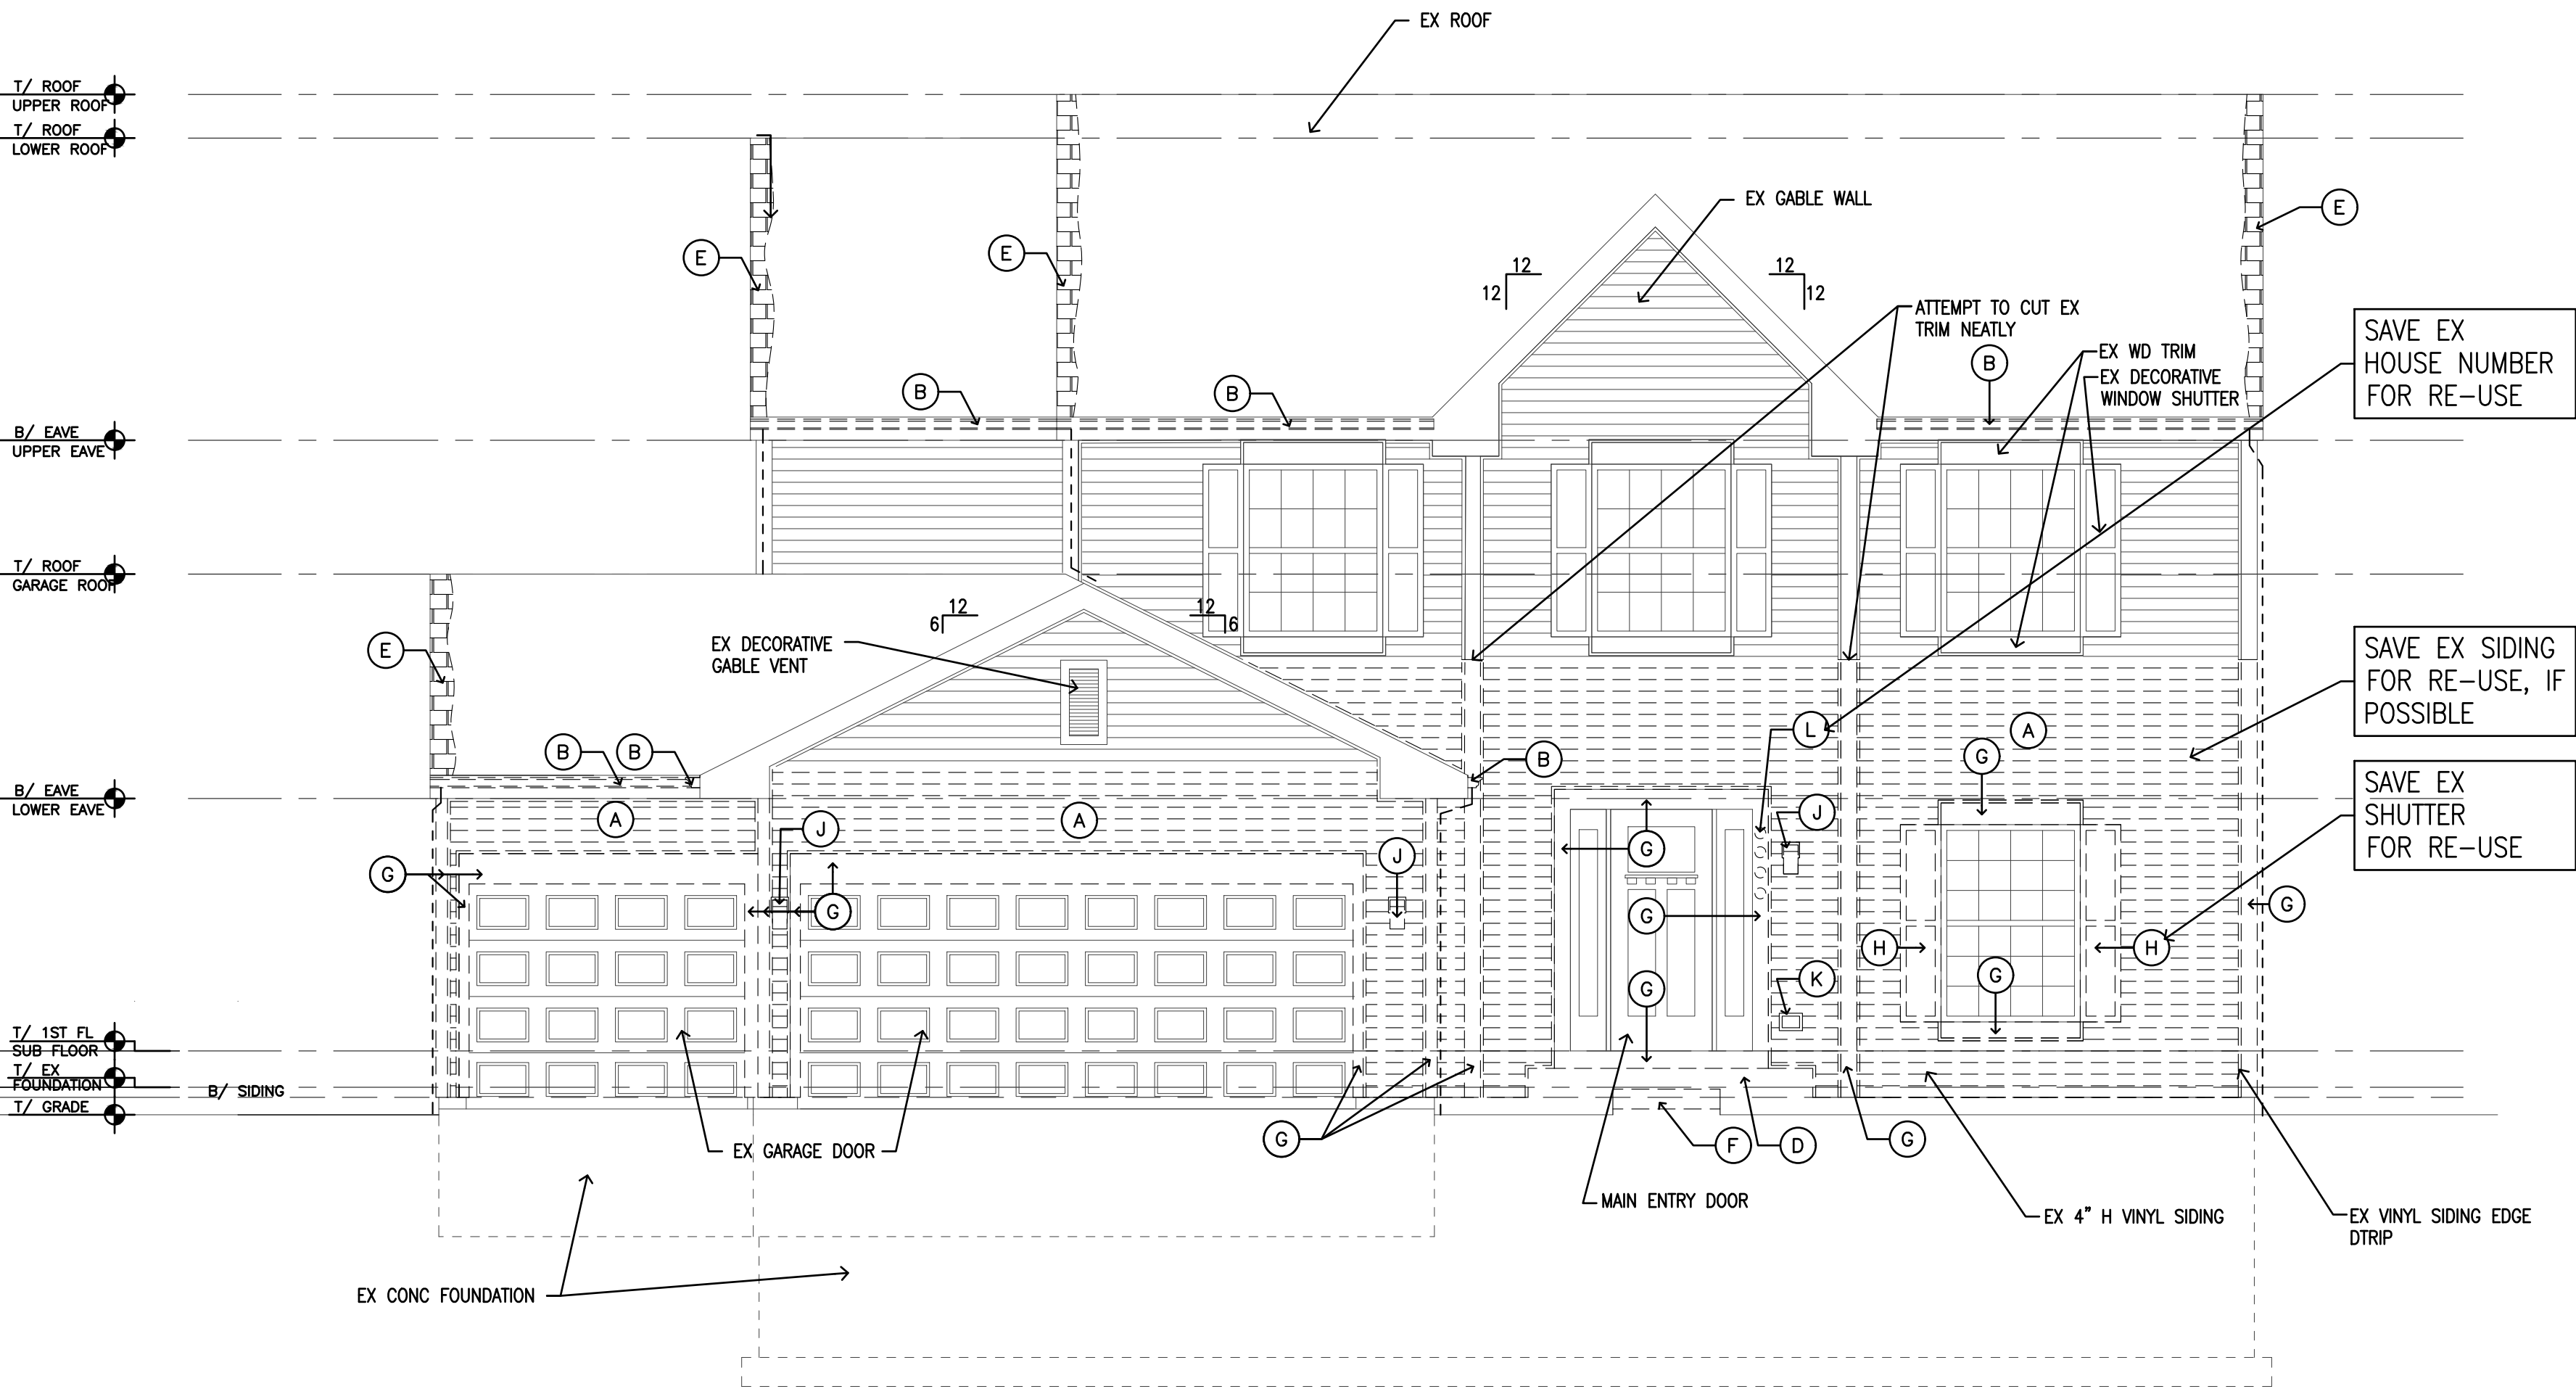 EX ROOF
T/ ROOF
UPPER ROOF
T/ ROOF
LOWER ROOF
EX GABLE WALL
E
E
E
12
12
12
12
ATTEMPT TO CUT EX
TRIM NEATLY
SAVE EX
HOUSE NUMBER
FOR RE-USE
EX WD TRIM
EX DECORATIVE
WINDOW SHUTTER
B
B
B
B/ EAVE
UPPER EAVE
T/ ROOF
GARAGE ROOF
12
6
12
6
EX DECORATIVE
GABLE VENT
E
SAVE EX SIDING
FOR RE-USE, IF
POSSIBLE
L
A
G
B
B
B
SAVE EX
SHUTTER
FOR RE-USE
B/ EAVE
LOWER EAVE
A
A
J
J
J
G
G
G
G
G
H
H
G
G
K
T/ 1ST FL
SUB FLOOR
T/ EX
FOUNDATION
B/ SIDING
T/ GRADE
EX GARAGE DOOR
G
F
D
G
MAIN ENTRY DOOR
EX 4" H VINYL SIDING
EX VINYL SIDING EDGE
DTRIP
EX CONC FOUNDATION